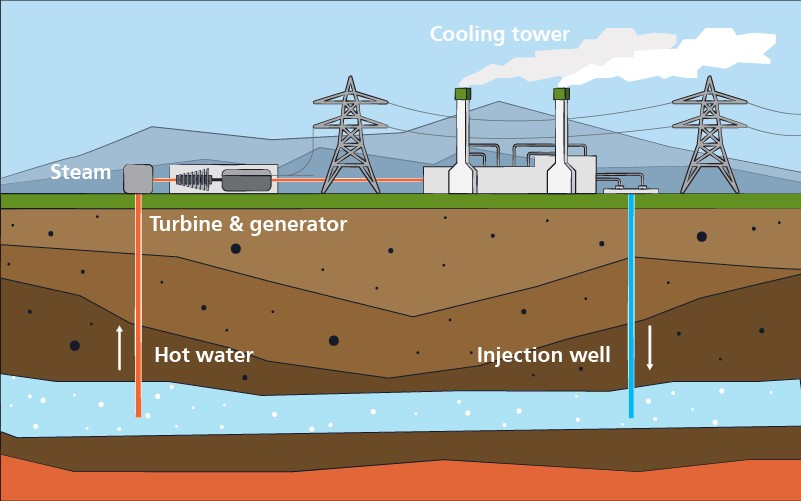 Cooling tower
Steam
Turbine & generator
Hot water
Injection well